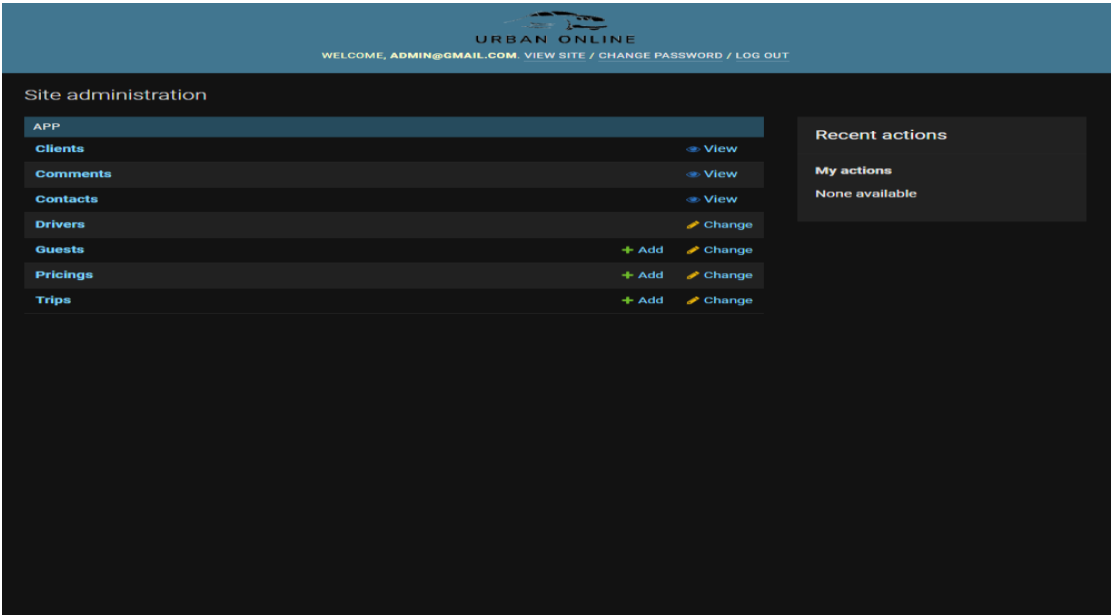 URBAN ONLINE
WELCOME, ADMIN@GMAIL.COM. VIEW SITE / CHANGE PASSWORD / LOG OUT
Site administration
APP
Clients View
Comments View
Contacts View
Drivers Change
Guests Add Change
Pricings Add Change
Trips Add Change
Recent actions
My actions
None available